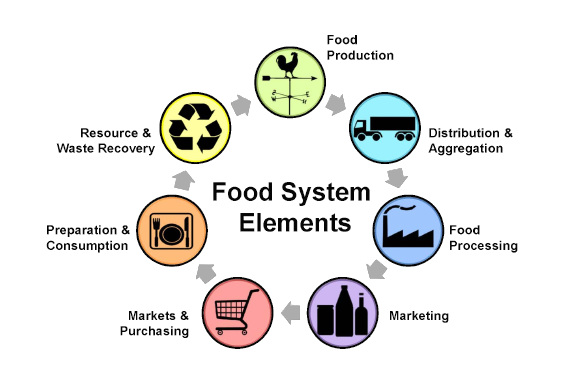 Food
Production
Distribution &
Aggregation
Food
Processing
Marketing
Markets &
Purchasing
Preparation &
Consumption
Resource &
Waste Recovery
Food System
Elements